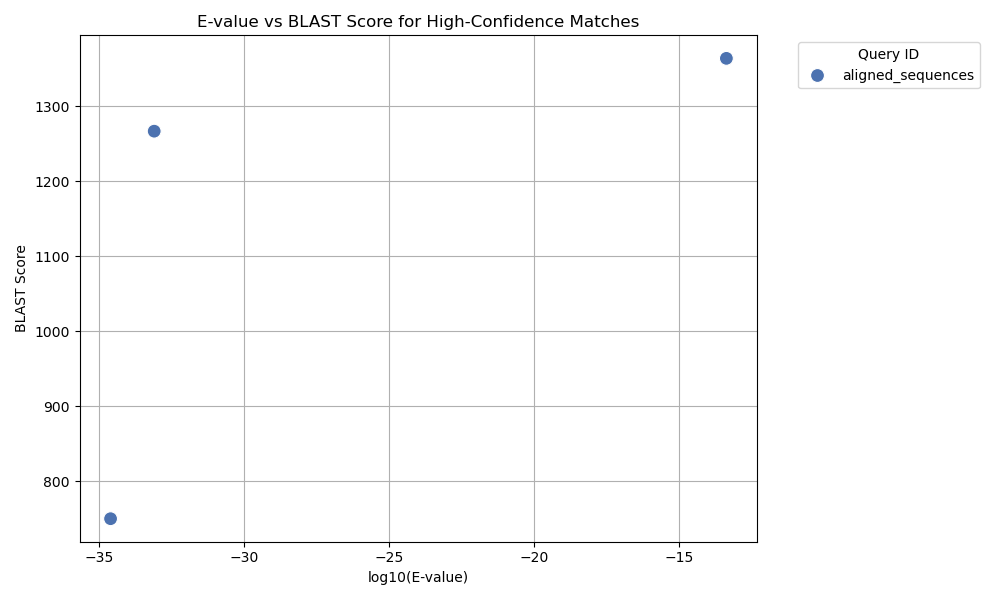 E-value vs BLAST Score for High-Confidence Matches
Query ID
aligned_sequences
1300
1200
1100
1000
900
800
BLAST Score
−35
−30
−25
−20
−15
log10(E-value)